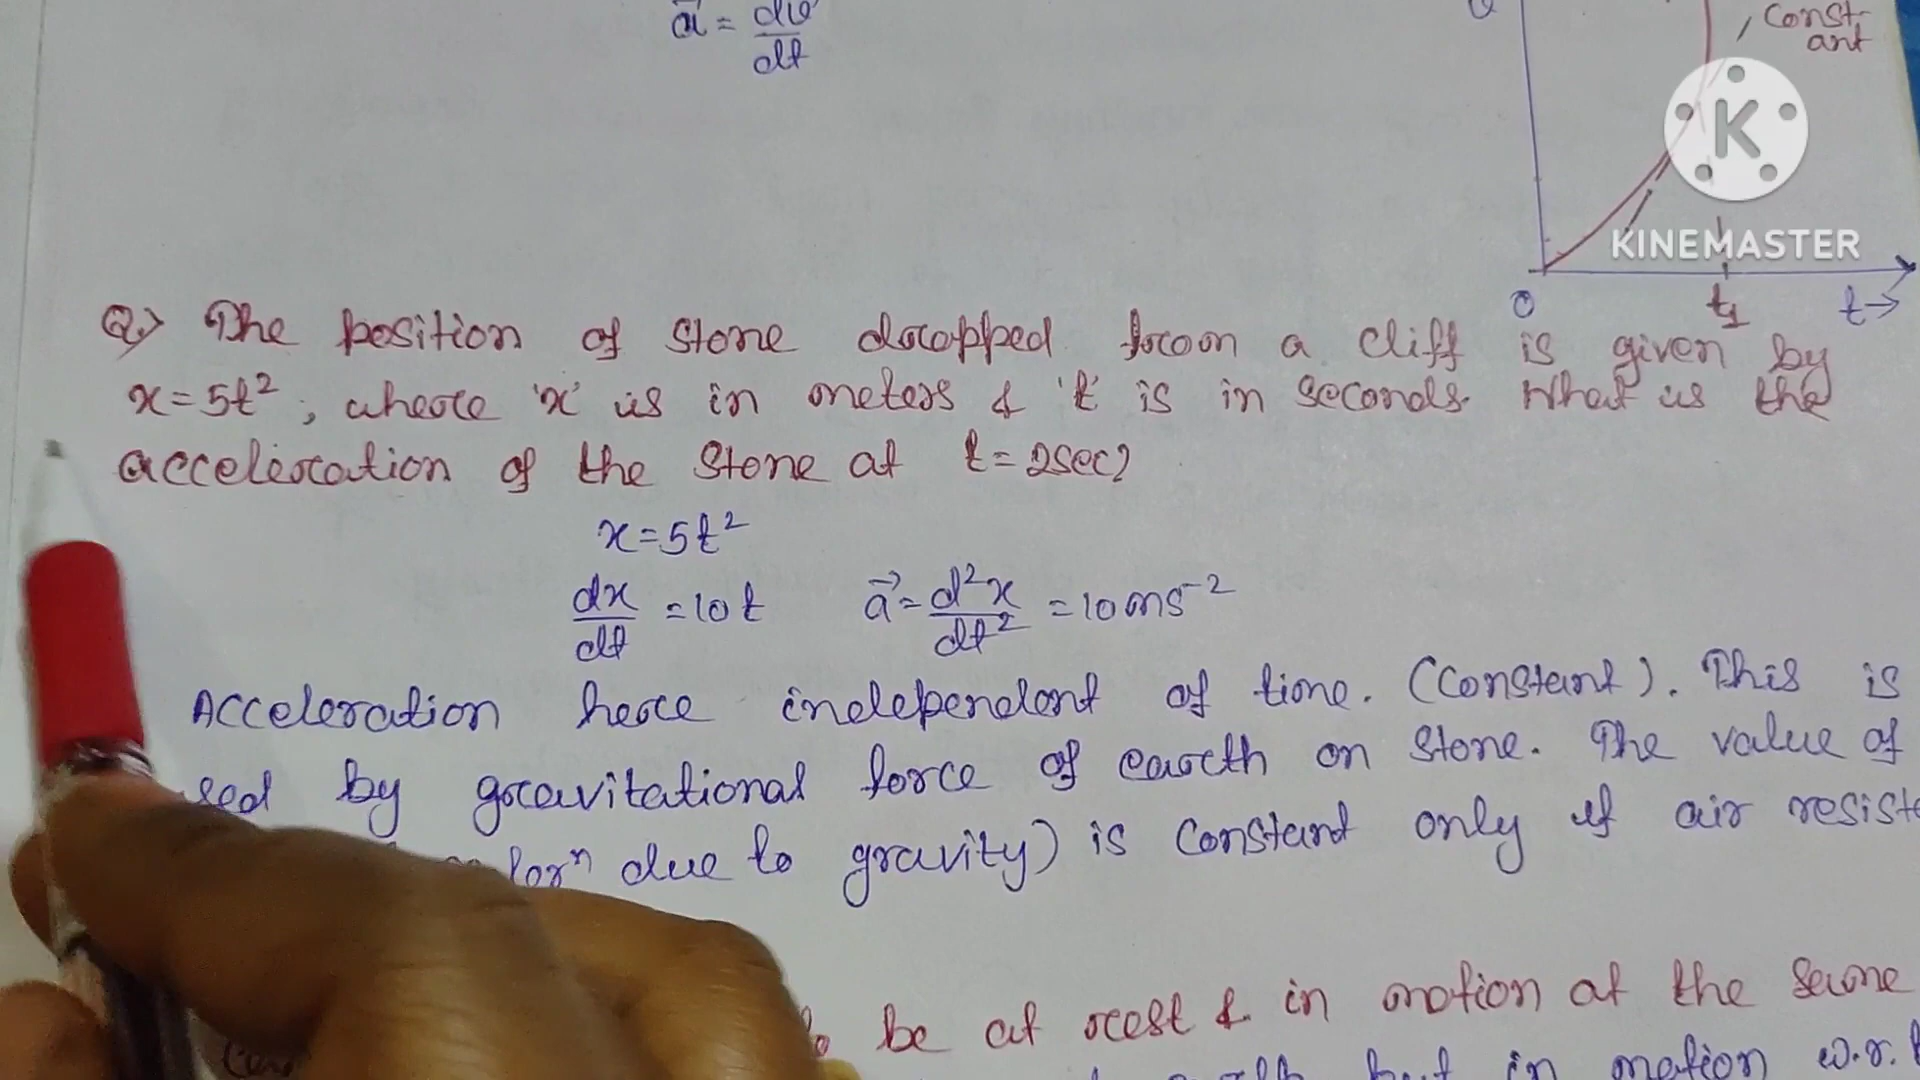 a⃗ = dv/dt
const-
ant
K
KINEMASTER
0 t₁ t→
Q.) The position of stone dropped from a cliff is given by
x=5t², where 'x' is in meters & 't' is in seconds. What is the
acceleration of the stone at t=2sec?
x=5t²
dx/dt =10t a⃗= d²x/dt² =10ms⁻²
Acceleration here independent of time. (Constant). This is
by gravitational force of earth on stone. The value of
due to gravity) is constant only if air
be at rest & in motion at the same
but in motion w.r.t